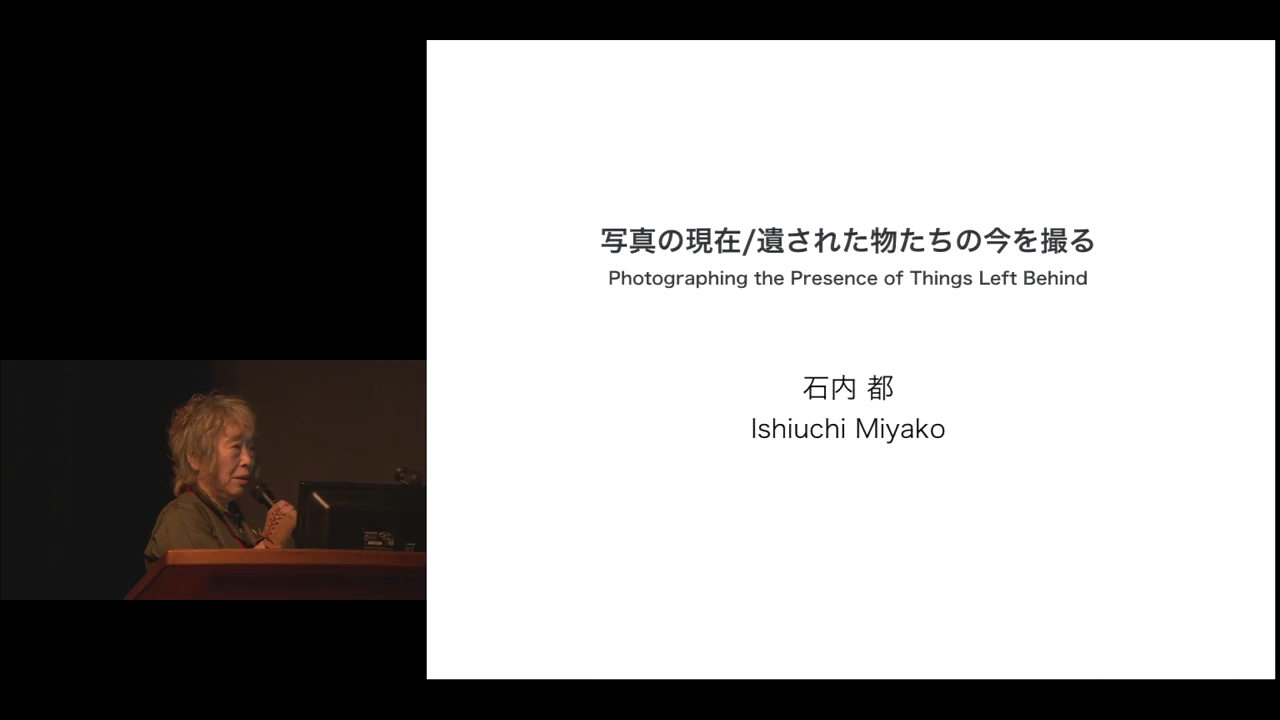 写真の現在/遺された物たちの今を撮る
Photographing the Presence of Things Left Behind
石内 都
Ishiuchi Miyako